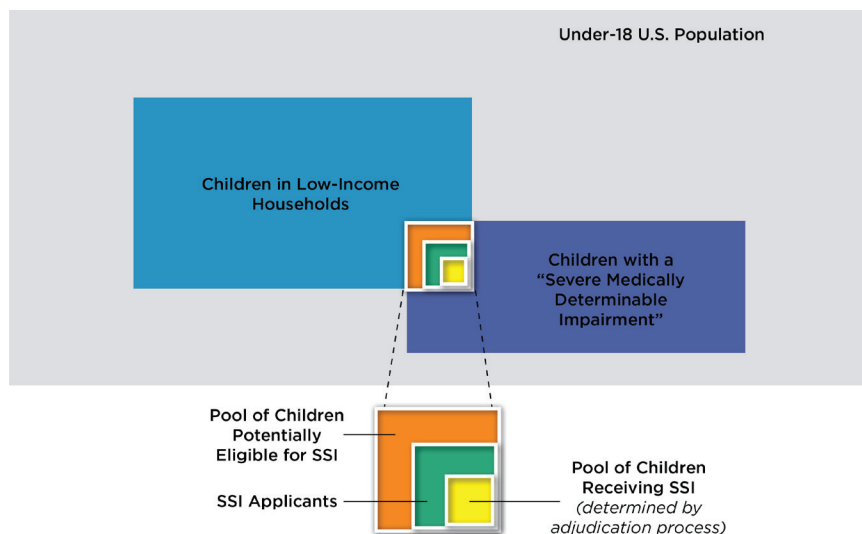 Under-18 U.S. Population
Children in Low-Income
Households
Children with a
“Severe Medically
Determinable
Impairment”
Pool of Children
Potentially
Eligible for SSI
SSI Applicants
Pool of Children
Receiving SSI
(determined by
adjudication process)